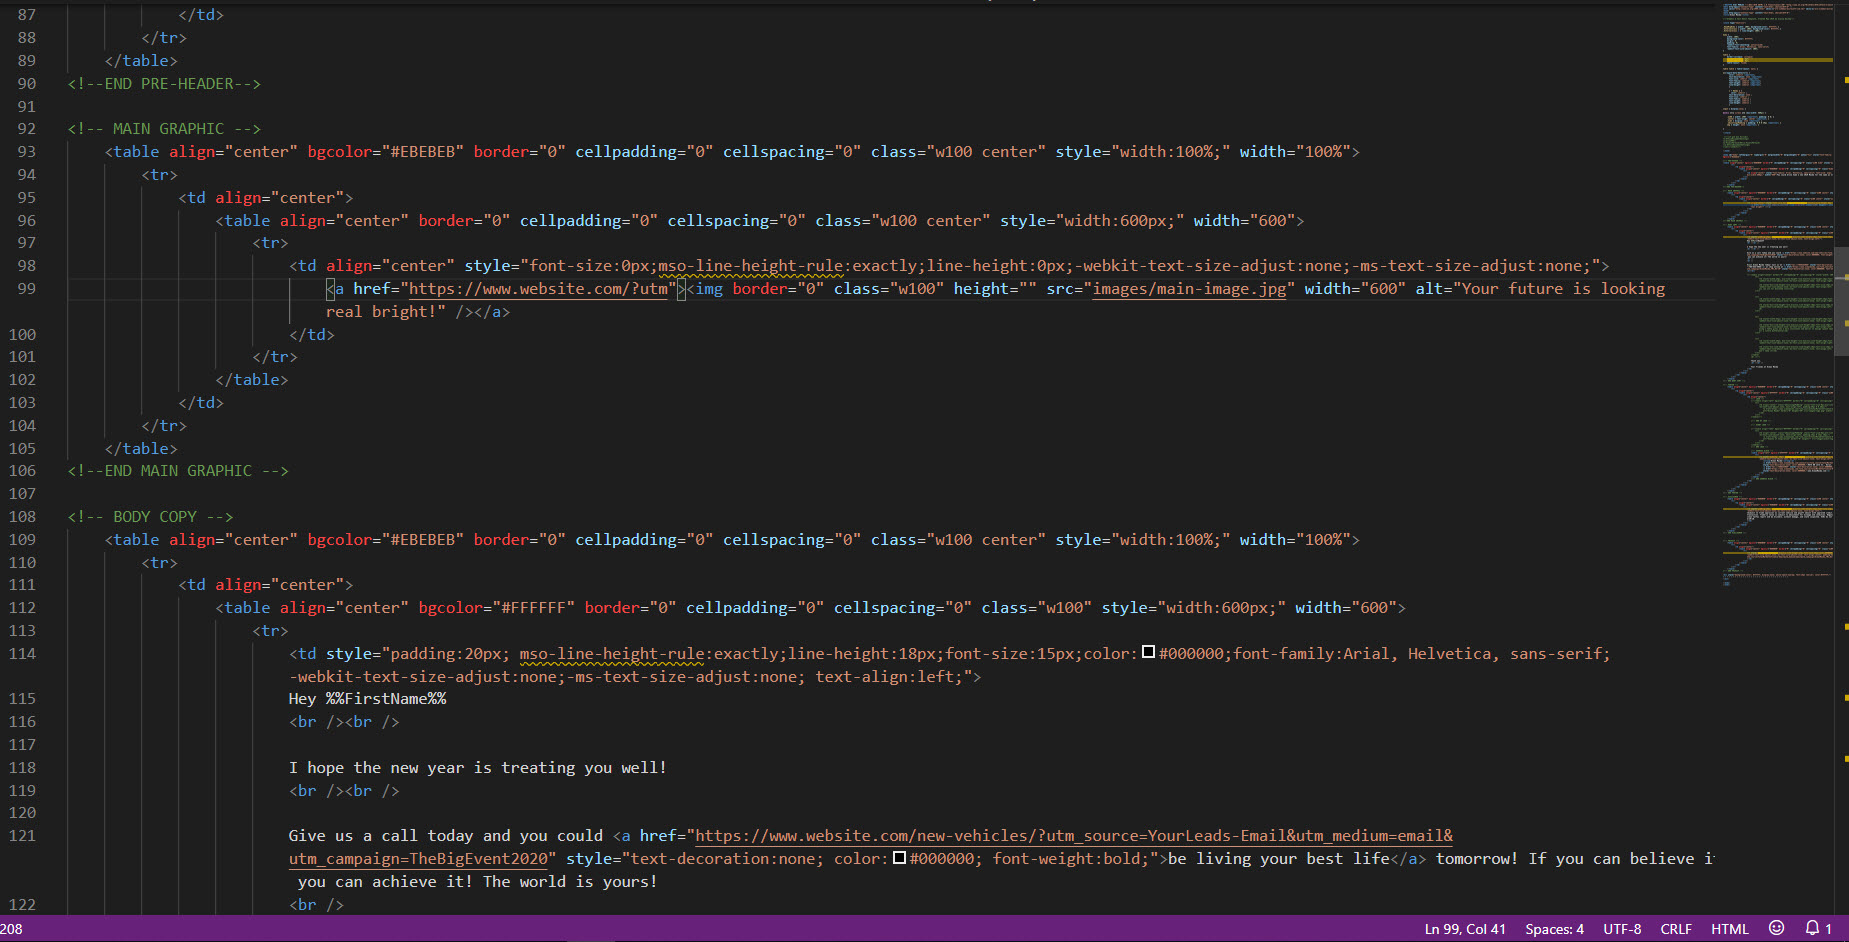 87 </td>
88 </tr>
89 </table>
90 <!--END PRE-HEADER-->
91
92 <!-- MAIN GRAPHIC -->
93 <table align="center" bgcolor="#EBEBEB" border="0" cellpadding="0" cellspacing="0" class="w100 center" style="width:100%;" width="100%">
94 <tr>
95 <td align="center">
96 <table align="center" border="0" cellpadding="0" cellspacing="0" class="w100 center" style="width:600px;" width="600">
97 <tr>
98 <td align="center" style="font-size:0px;mso-line-height-rule:exactly;line-height:0px;-webkit-text-size-adjust:none;-ms-text-size-adjust:none;">
99 <a href="https://www.website.com/?utm"><img border="0" class="w100" height="" src="images/main-image.jpg" width="600" alt="Your future is looking
real bright!" /></a>
100 </td>
101 </tr>
102 </table>
103 </td>
104 </tr>
105 </table>
106 <!--END MAIN GRAPHIC -->
107
108 <!-- BODY COPY -->
109 <table align="center" bgcolor="#EBEBEB" border="0" cellpadding="0" cellspacing="0" class="w100 center" style="width:100%;" width="100%">
110 <tr>
111 <td align="center">
112 <table align="center" bgcolor="#FFFFFF" border="0" cellpadding="0" cellspacing="0" class="w100" style="width:600px;" width="600">
113 <tr>
114 <td style="padding:20px; mso-line-height-rule:exactly;line-height:18px;font-size:15px;color:#000000;font-family:Arial, Helvetica, sans-serif;
-webkit-text-size-adjust:none;-ms-text-size-adjust:none; text-align:left;">
115 Hey %%FirstName%%
116 <br /><br />
117
118 I hope the new year is treating you well!
119 <br /><br />
120
121 Give us a call today and you could <a href="https://www.website.com/new-vehicles/?utm_source=YourLeads-Email&utm_medium=email&
utm_campaign=TheBigEvent2020" style="text-decoration:none; color:#000000; font-weight:bold;">be living your best life</a> tomorrow! If you can believe i
you can achieve it! The world is yours!
122 <br />
208 Ln 99, Col 41 Spaces: 4 UTF-8 CRLF HTML 1